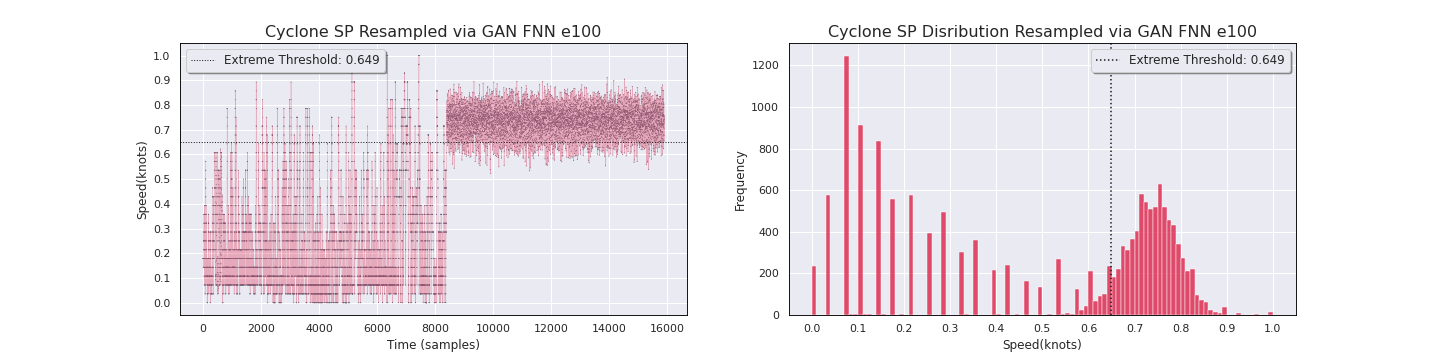 Cyclone SP Resampled via GAN FNN e100
Extreme Threshold: 0.649
1.0
0.9
0.8
0.7
0.6
0.5
0.4
0.3
0.2
0.1
0.0
Speed(knots)
0 2000 4000 6000 8000 10000 12000 14000 16000
Time (samples)
Cyclone SP Disribution Resampled via GAN FNN e100
Extreme Threshold: 0.649
1200
1000
800
600
400
200
0
Frequency
0.0 0.1 0.2 0.3 0.4 0.5 0.6 0.7 0.8 0.9 1.0
Speed(knots)